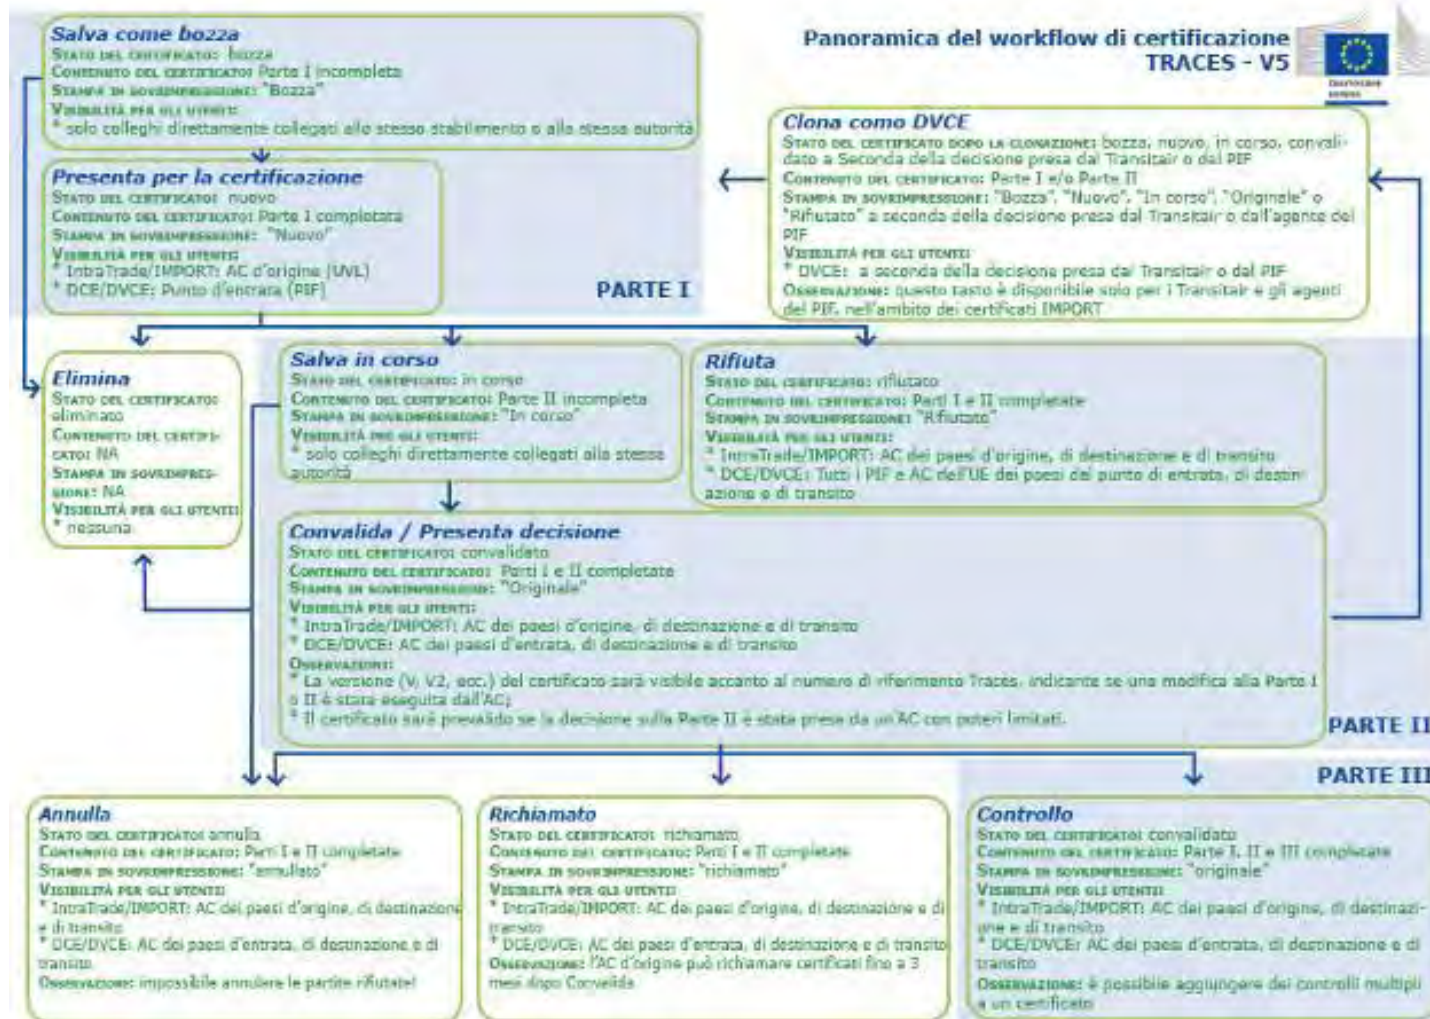 Panoramica del workflow di certificazione
TRACES - V5
Salva come bozza
STATO DEL CERTIFICATO: bozza
CONTENUTO DEL CERTIFICATO: Parte I incompleta
STAMPA IN SOVRIMPRESSIONE: "Bozza"
VISIBILITÀ PER GLI UTENTI:
* solo colleghi direttamente collegati allo stesso stabilimento o alla stessa autorità
Clona come DVCE
STATO DEL CERTIFICATO DOPO LA CLONAZIONE: bozza, nuovo, in corso, convali-
dato a Seconda della decisione presa dal Transitair o dal PIF
CONTENUTO DEL CERTIFICATO: Parte I e/o Parte II
STAMPA IN SOVRIMPRESSIONE: "Bozza", "Nuovo", "In corso", "Originale" o
"Rifiutato" a seconda della decisione presa dal Transitair o dall'agente del
PIF
VISIBILITÀ PER GLI UTENTI:
* DVCE: a seconda della decisione presa dal Transitair o dal PIF
OSSERVAZIONE: questo tasto è disponibile solo per i Transitair e gli agenti
del PIF, nell'ambito dei certificati IMPORT
Presenta per la certificazione
STATO DEL CERTIFICATO: nuovo
CONTENUTO DEL CERTIFICATO: Parte I completata
STAMPA IN SOVRIMPRESSIONE: "Nuovo"
VISIBILITÀ PER GLI UTENTI:
* IntraTrade/IMPORT: AC d'origine (UVL)
* DCE/DVCE: Punto d'entrata (PIF)
PARTE I
Elimina
STATO DEL CERTIFICATO:
eliminato
CONTENUTO DEL CERTIFI-
CATO: NA
STAMPA IN SOVRIMPRES-
SIONE: NA
VISIBILITÀ PER GLI UTENTI:
* nessuna
Salva in corso
STATO DEL CERTIFICATO: in corso
CONTENUTO DEL CERTIFICATO: Parte II incompleta
STAMPA IN SOVRIMPRESSIONE: "In corso"
VISIBILITÀ PER GLI UTENTI:
* solo colleghi direttamente collegati alla stessa
autorità
Rifiuta
STATO DEL CERTIFICATO: rifiutato
CONTENUTO DEL CERTIFICATO: Parti I e II completate
STAMPA IN SOVRIMPRESSIONE: "Rifiutato"
VISIBILITÀ PER GLI UTENTI:
* IntraTrade/IMPORT: AC dei paesi d'origine, di destinazione e di transito
* DCE/DVCE: Tutti i PIF e AC dell'UE dei paesi del punto di entrata, di destin-
azione e di transito
Convalida / Presenta decisione
STATO DEL CERTIFICATO: convalidato
CONTENUTO DEL CERTIFICATO: Parti I e II completate
STAMPA IN SOVRIMPRESSIONE: "Originale"
VISIBILITÀ PER GLI UTENTI:
* IntraTrade/IMPORT: AC dei paesi d'origine, di destinazione e di transito
* DCE/DVCE: AC dei paesi d'entrata, di destinazione e di transito
OSSERVAZIONI:
* La versione (V, V2, ecc.) del certificato sarà visibile accanto al numero di riferimento Traces, indicante se una modifica alla Parte I
o II è stata eseguita dall'AC;
* Il certificato sarà prevalido se la decisione sulla Parte II è stata presa da un'AC con poteri limitati.
PARTE II
PARTE III
Annulla
STATO DEL CERTIFICATO: annulla
CONTENUTO DEL CERTIFICATO: Parti I e II completate
STAMPA IN SOVRIMPRESSIONE: "annullato"
VISIBILITÀ PER GLI UTENTI:
* IntraTrade/IMPORT: AC dei paesi d'origine, di destinazione
e di transito
* DCE/DVCE: AC dei paesi d'entrata, di destinazione e di
transito
OSSERVAZIONE: impossibile annullare le partite rifiutate!
Richiamato
STATO DEL CERTIFICATO: richiamato
CONTENUTO DEL CERTIFICATO: Parti I e II completate
STAMPA IN SOVRIMPRESSIONE: "richiamato"
VISIBILITÀ PER GLI UTENTI:
* IntraTrade/IMPORT: AC dei paesi d'origine, di destinazione e di
transito
* DCE/DVCE: AC dei paesi d'entrata, di destinazione e di transito
OSSERVAZIONE: l'AC d'origine può richiamare certificati fino a 3
mesi dopo Convalida
Controllo
STATO DEL CERTIFICATO: convalidato
CONTENUTO DEL CERTIFICATO: Parte I, II e III completate
STAMPA IN SOVRIMPRESSIONE: "originale"
VISIBILITÀ PER GLI UTENTI:
* IntraTrade/IMPORT: AC dei paesi d'origine, di destinazi-
one e di transito
* DCE/DVCE: AC dei paesi d'entrata, di destinazione e di
transito
OSSERVAZIONE: è possibile aggiungere dei controlli multipli
a un certificato